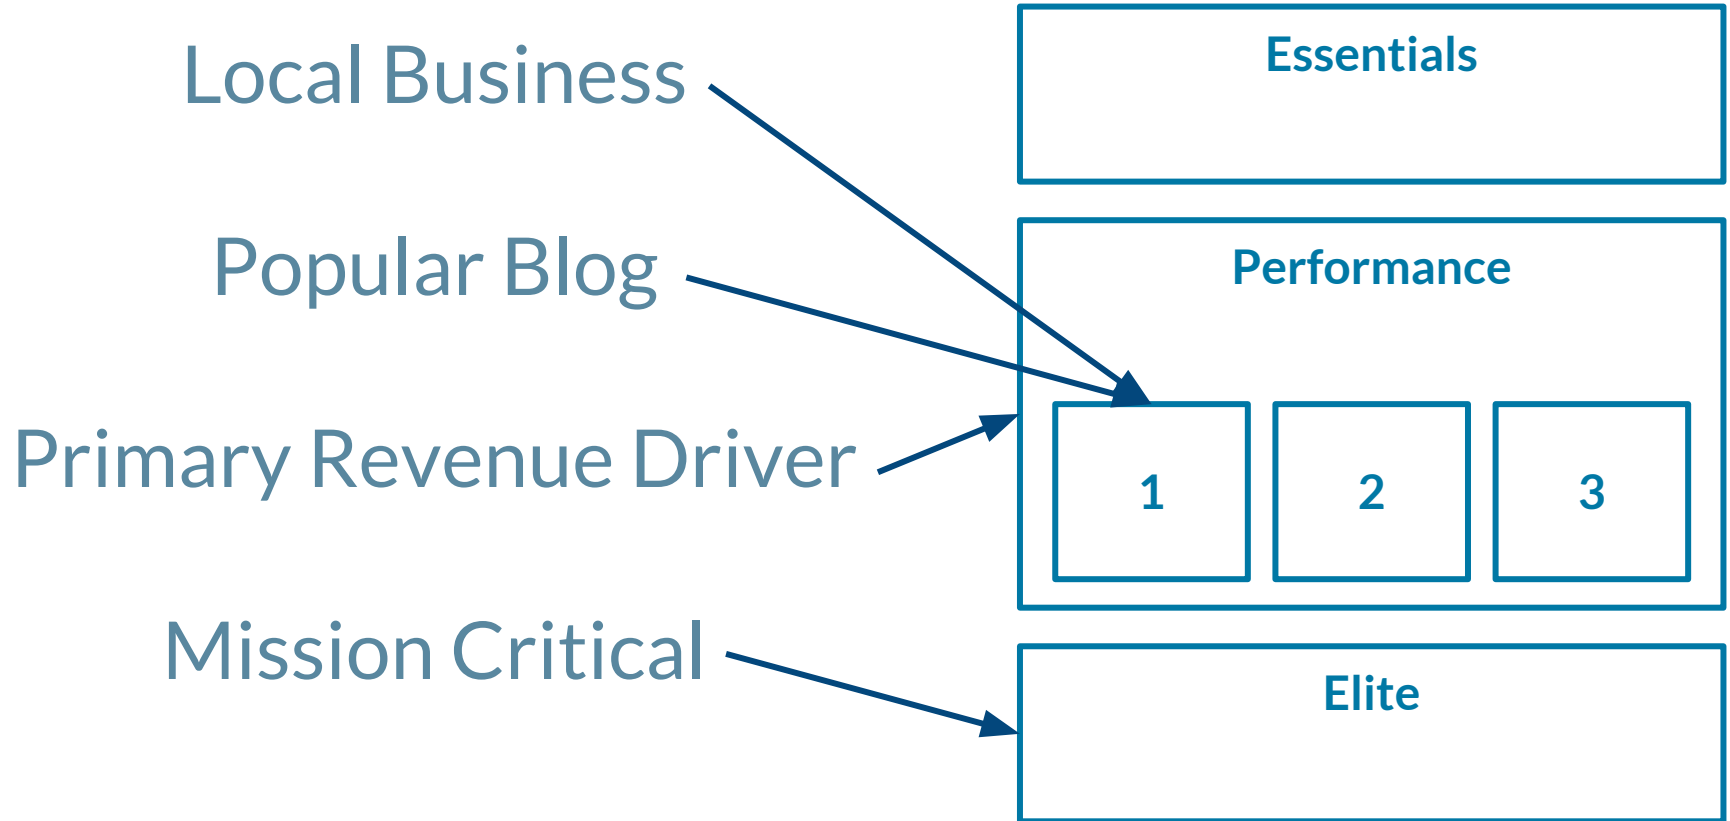 Local Business
Popular Blog
Primary Revenue Driver
Mission Critical
Essentials
Performance
1
2
3
Elite